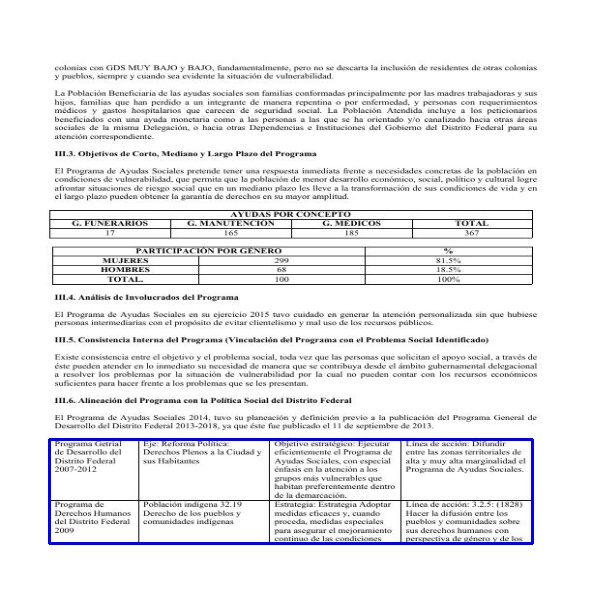 colonias con GDS MUY BAJO y BAJO, fundamentalmente, pero no se descarta la inclusión de residentes de otras colonias
y pueblos, siempre y cuando sea evidente la situación de vulnerabilidad.
La Población Beneficiaria de las ayudas sociales son familias conformadas principalmente por las madres trabajadoras y sus
hijos, familias que han perdido a un integrante de manera repentina o por enfermedad, y personas con requerimientos
médicos y gastos hospitalarios que carecen de seguridad social. La Población Atendida incluye a los peticionarios
beneficiados con una ayuda monetaria como a las personas a las que se ha orientado y/o canalizado hacia otras áreas
sociales de la misma Delegación, o hacia otras Dependencias e Instituciones del Gobierno del Distrito Federal para su
atención correspondiente.
III.3. Objetivos de Corto, Mediano y Largo Plazo del Programa
El Programa de Ayudas Sociales pretende tener una respuesta inmediata frente a necesidades concretas de la población en
condiciones de vulnerabilidad, que permita que la población de menor desarrollo económico, social, político y cultural logre
afrontar situaciones de riesgo social que en un mediano plazo les lleve a la transformación de sus condiciones de vida y en
el largo plazo pueden obtener la garantía de derechos en su mayor amplitud.
AYUDAS POR CONCEPTO
G. FUNERARIOS G. MANUTENCIÓN G. MÉDICOS TOTAL
17 165 185 367
PARTICIPACIÓN POR GÉNERO %
MUJERES 299 81.5%
HOMBRES 68 18.5%
TOTAL. 100 100%
III.4. Análisis de Involucrados del Programa
El Programa de Ayudas Sociales en su ejercicio 2015 tuvo cuidado en generar la atención personalizada sin que hubiese
personas intermediarias con el propósito de evitar clientelismo y mal uso de los recursos públicos.
III.5. Consistencia Interna del Programa (Vinculación del Programa con el Problema Social Identificado)
Existe consistencia entre el objetivo y el problema social, toda vez que las personas que solicitan el apoyo social, a través de
éste pueden atender en lo inmediato su necesidad de manera que se contribuya desde el ámbito gubernamental delegacional
a resolver los problemas por la situación de vulnerabilidad por la cual no pueden contar con los recursos económicos
suficientes para hacer frente a los problemas que se les presentan.
III.6. Alineación del Programa con la Política Social del Distrito Federal
El Programa de Ayudas Sociales 2014, tuvo su planeación y definición previo a la publicación del Programa General de
Desarrollo del Distrito Federal 2013-2018, ya que éste fue publicado el 11 de septiembre de 2013.
Programa Getrial Eje: Reforma Política: Objetivo estratégico: Ejecutar Línea de acción: Difundir
de Desarrollo del Derechos Plenos a la Ciudad y eficientemente el Programa de entre las zonas territoriales de
Distrito Federal sus Habitantes Ayudas Sociales, con especial alta y muy alta marginalidad el
2007-2012 énfasis en la atención a los Programa de Ayudas Sociales.
grupos más vulnerables que
habitan preferentemente dentro
de la demarcación.
Programa de Población indígena 32.19 Estrategia: Estrategia Adoptar Línea de acción: 3.2.5: (1828)
Derechos Humanos Derecho de los pueblos y medidas eficaces y, cuando Hacer la difusión entre los
del Distrito Federal comunidades indígenas proceda, medidas especiales pueblos y comunidades sobre
2009 para asegurar el mejoramiento sus derechos humanos con
continuo de las condiciones perspectiva de género y de los